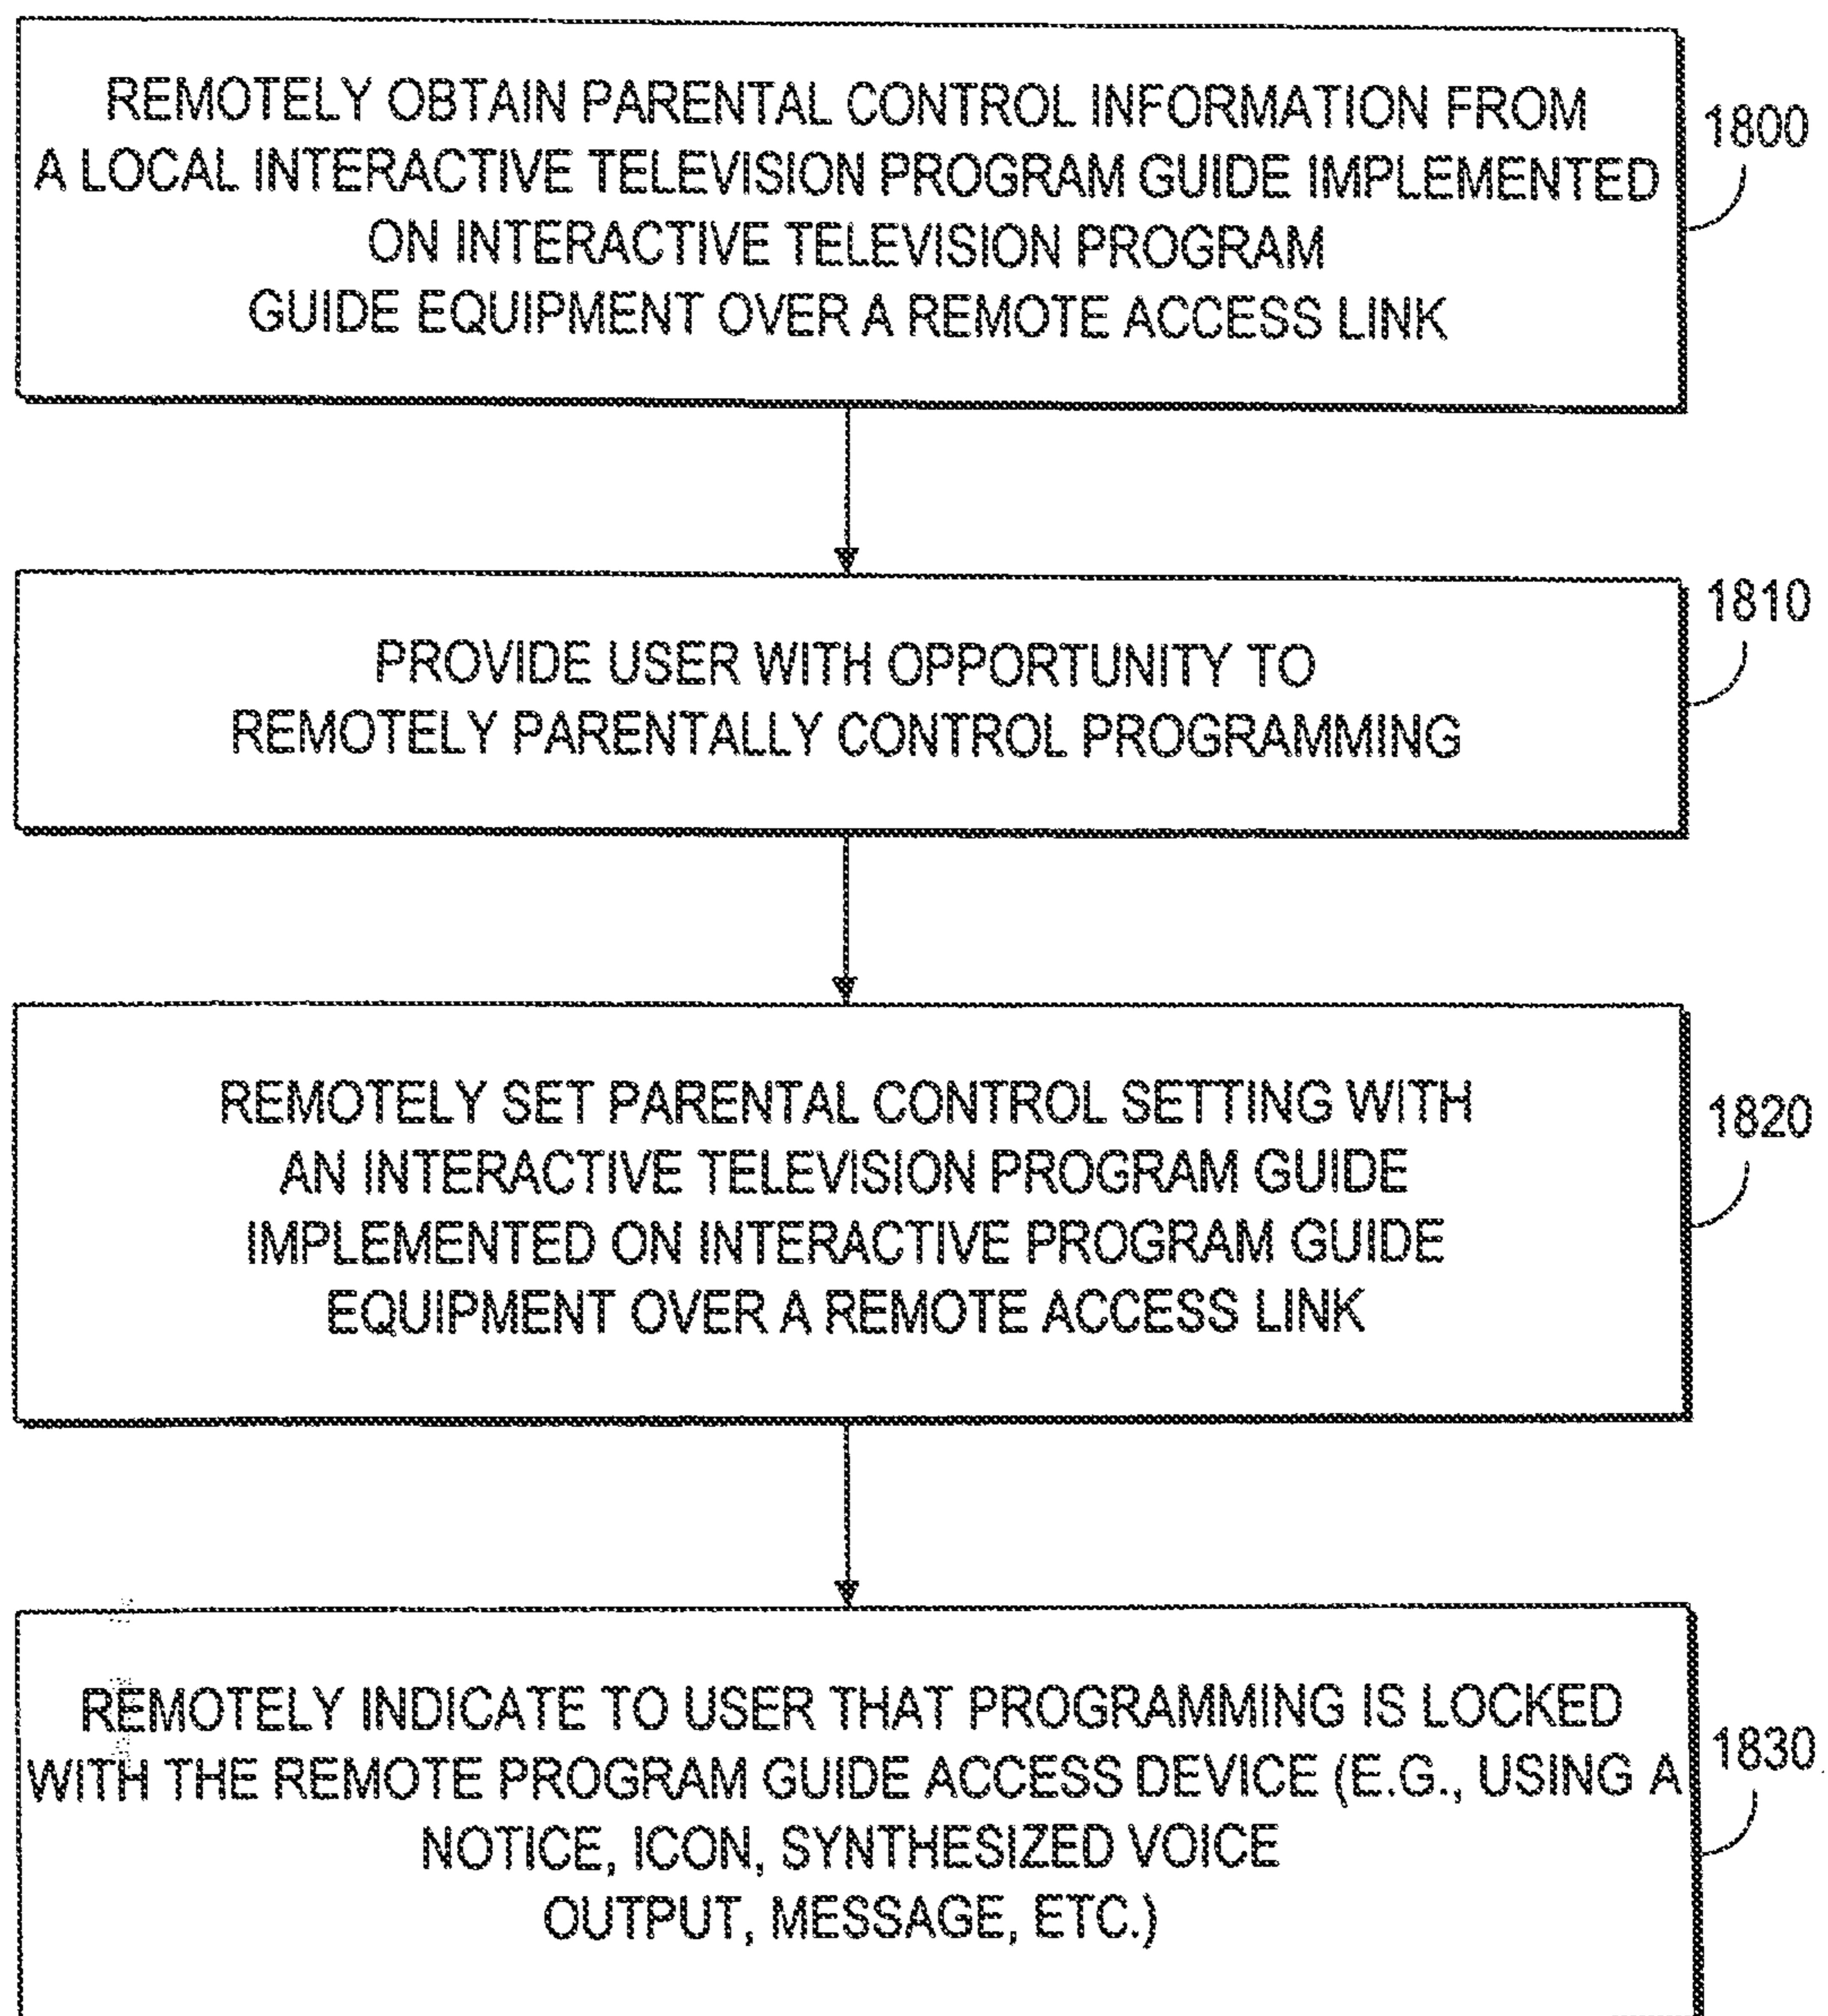 REMOTELY OBTAIN PARENTAL CONTROL INFORMATION FROM
A LOCAL INTERACTIVE TELEVISION PROGRAM GUIDE IMPLEMENTED
ON INTERACTIVE TELEVISION PROGRAM
GUIDE EQUIPMENT OVER A REMOTE ACCESS LINK
1800
PROVIDE USER WITH OPPORTUNITY TO
REMOTELY PARENTALLY CONTROL PROGRAMMING
1810
REMOTELY SET PARENTAL CONTROL SETTING WITH
AN INTERACTIVE TELEVISION PROGRAM GUIDE
IMPLEMENTED ON INTERACTIVE PROGRAM GUIDE
EQUIPMENT OVER A REMOTE ACCESS LINK
1820
REMOTELY INDICATE TO USER THAT PROGRAMMING IS LOCKED
WITH THE REMOTE PROGRAM GUIDE ACCESS DEVICE (E.G., USING A
NOTICE, ICON, SYNTHESIZED VOICE
OUTPUT, MESSAGE, ETC.)
1830